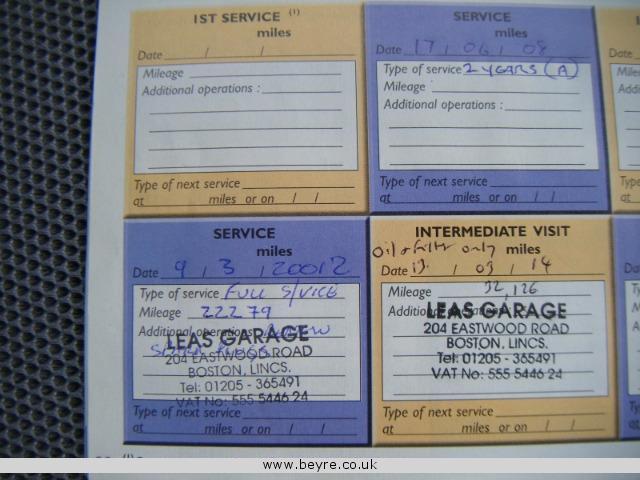 1ST SERVICE (1)
miles
Date / /
Mileage
Additional operations :
Type of next service
at miles or on / /
SERVICE
miles
Date 17 / 06 / 08
Type of service 2 YEARS (A)
Mileage
Additional operations :
Type of next service
at miles or on / /
SERVICE
miles
Date 9 / 3 / 20012
Type of service FULL S/VICE
Mileage 22279
Additional operations
LEAS GARAGE
204 EASTWOOD ROAD
BOSTON, LINCS.
Tel: 01205 - 365491
VAT No: 555 5446 24
Type of next service
at miles or on / /
INTERMEDIATE VISIT
Oil & filter only miles
Date 13 / 03 / 14
Mileage 32,126
Additional
LEAS GARAGE
204 EASTWOOD ROAD
BOSTON, LINCS.
Tel: 01205 - 365491
VAT No: 555 5446 24
Type of next service
at miles or on / /
www.beyre.co.uk